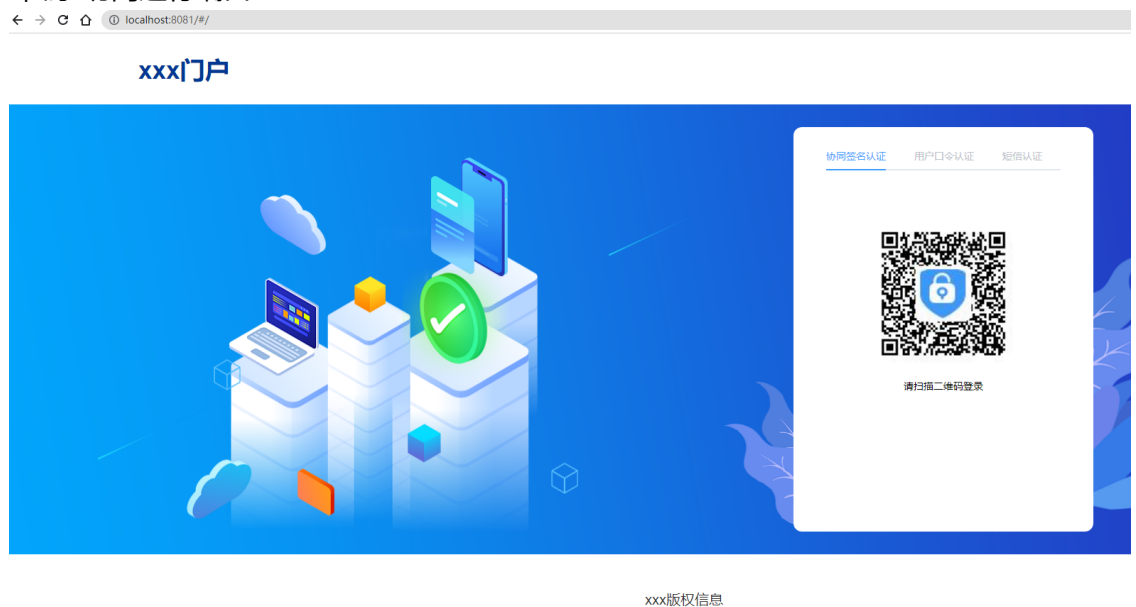 localhost:8081/#/
xxx门户
协同签名认证 用户口令认证 短信认证
请扫描二维码登录
xxx版权信息